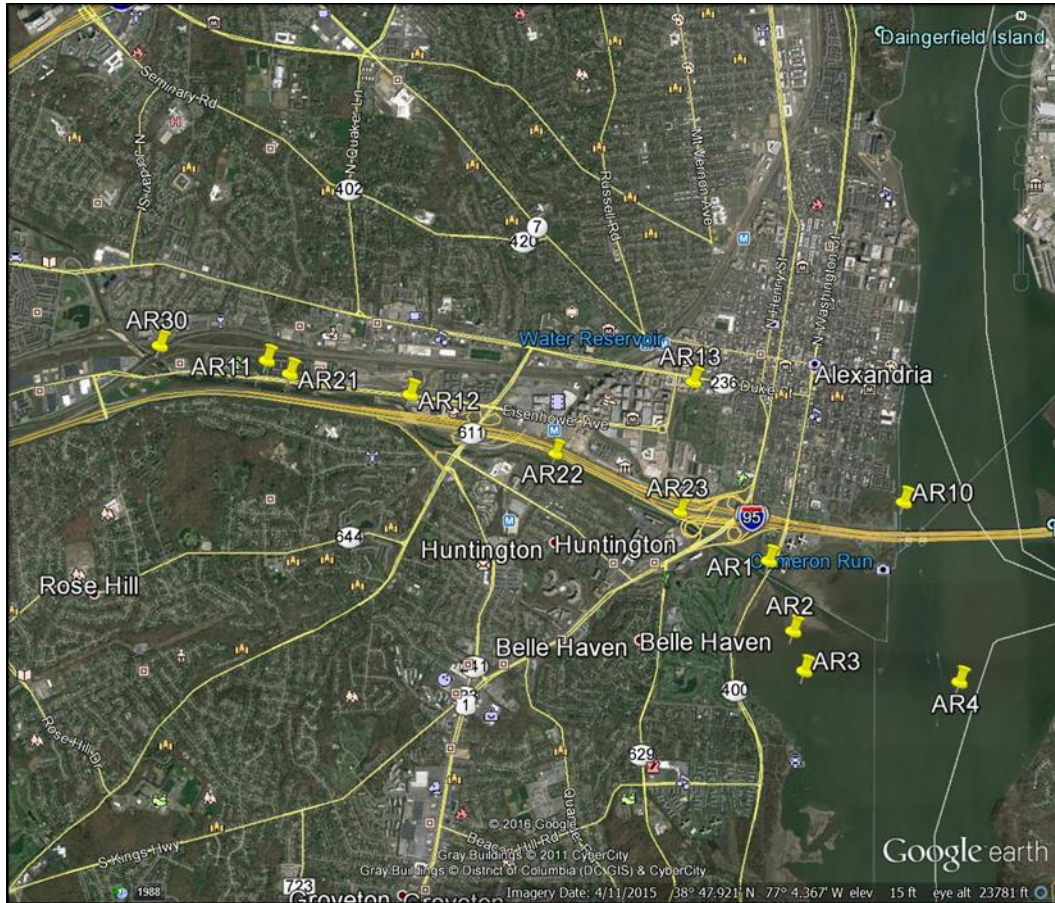 Daingerfield Island
N
Seminary Rd
N Jordan St
N Quaker Ln
402
7
420
Russell Rd
Mt Vernon Ave
N Henry St
N Washington St
AR30
AR11
AR21
AR12
Water Reservoir
AR13
236
Duke St
Alexandria
Eisenhower Ave
611
AR22
AR23
95
AR10
644
Huntington
Huntington
AR1
Cameron Run
Rose Hill
AR2
Belle Haven
Belle Haven
AR3
AR4
400
1
629
Rose Hill Dr
S Kings Hwy
Beacon Hill Rd
723
Groveton
Groveton
© 2016 Google
Gray Buildings © 2011 CyberCity
Gray Buildings © District of Columbia (DC GIS) & CyberCity
Google earth
1988
Imagery Date: 4/11/2015 38° 47.921' N 77° 4.367' W elev 15 ft eye alt 23781 ft